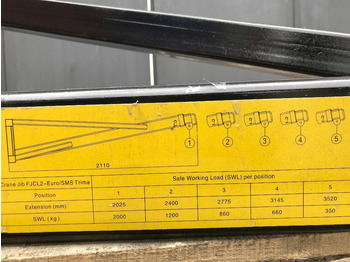 1
2
3
4
5
2110
Crane Jib FJCL2-Euro/SMS Trima
Safe Working Load (SWL) per position
Position 1 2 3 4 5
Extension (mm) 2025 2400 2775 3145 3520
SWL (kg) 2000 1200 860 660 350